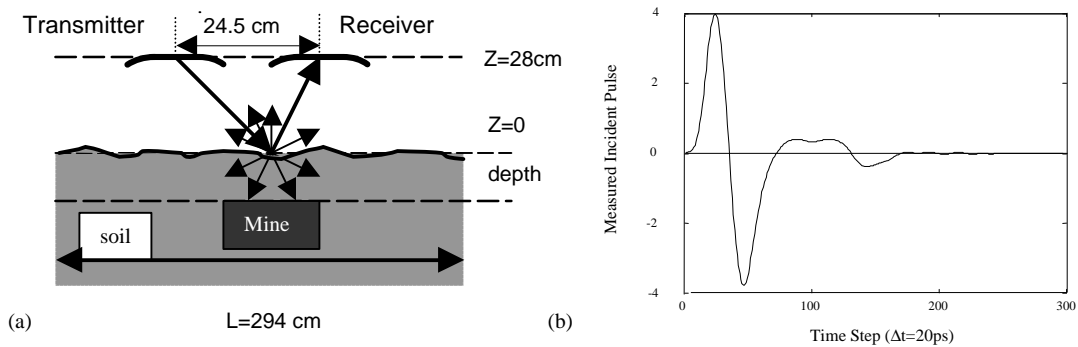 Transmitter
24.5 cm
Receiver
Z=28cm
Z=0
depth
Mine
soil
L=294 cm
(a)
Measured Incident Pulse
4
2
0
-2
-4
0
100
200
300
Time Step (Δt=20ps)
(b)